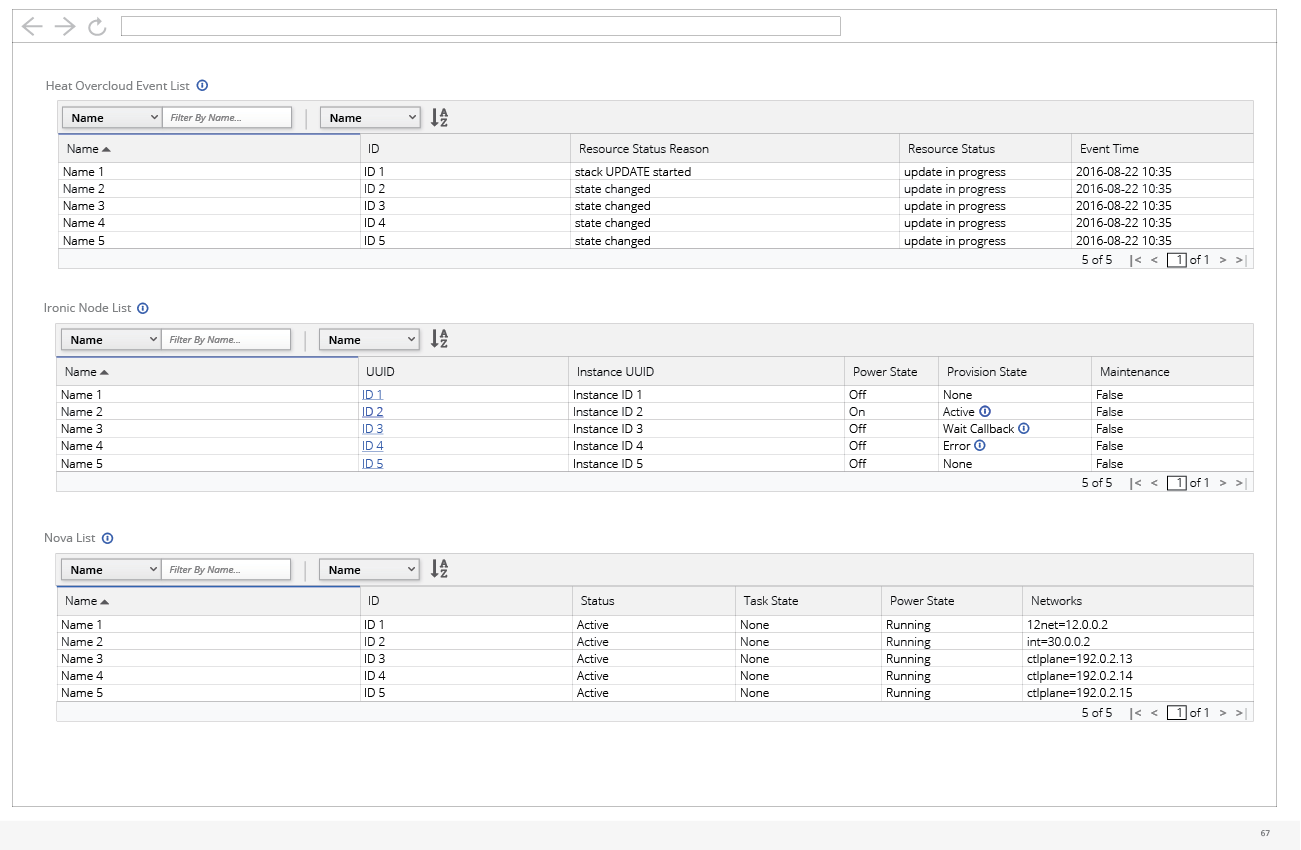 Heat Overcloud Event List
Name Filter By Name... Name A Z
Name ID Resource Status Reason Resource Status Event Time
Name 1 ID 1 stack UPDATE started update in progress 2016-08-22 10:35
Name 2 ID 2 state changed update in progress 2016-08-22 10:35
Name 3 ID 3 state changed update in progress 2016-08-22 10:35
Name 4 ID 4 state changed update in progress 2016-08-22 10:35
Name 5 ID 5 state changed update in progress 2016-08-22 10:35
5 of 5 |< < 1 of 1 > >|
Ironic Node List
Name Filter By Name... Name A Z
Name UUID Instance UUID Power State Provision State Maintenance
Name 1 ID 1 Instance ID 1 Off None False
Name 2 ID 2 Instance ID 2 On Active False
Name 3 ID 3 Instance ID 3 Off Wait Callback False
Name 4 ID 4 Instance ID 4 Off Error False
Name 5 ID 5 Instance ID 5 Off None False
5 of 5 |< < 1 of 1 > >|
Nova List
Name Filter By Name... Name A Z
Name ID Status Task State Power State Networks
Name 1 ID 1 Active None Running 12net=12.0.0.2
Name 2 ID 2 Active None Running int=30.0.0.2
Name 3 ID 3 Active None Running ctlplane=192.0.2.13
Name 4 ID 4 Active None Running ctlplane=192.0.2.14
Name 5 ID 5 Active None Running ctlplane=192.0.2.15
5 of 5 |< < 1 of 1 > >|
67